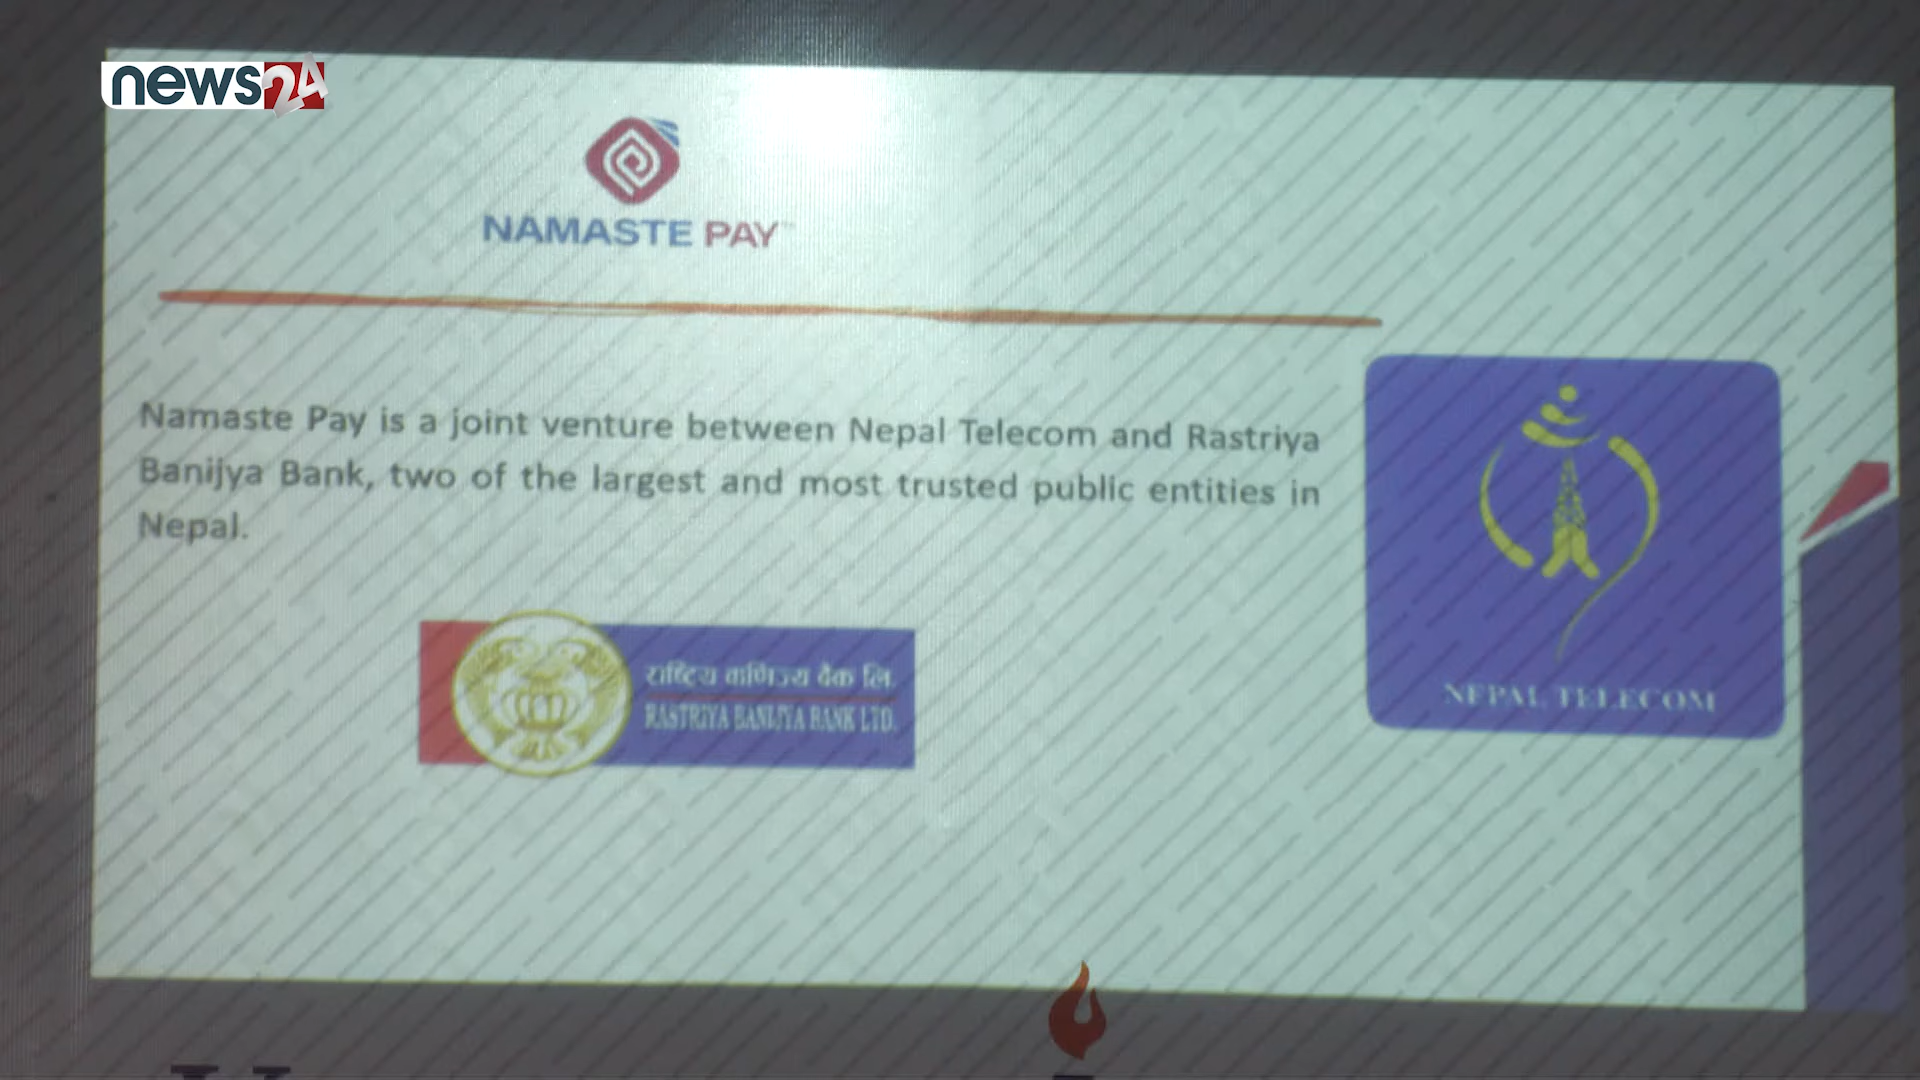 news24
NAMASTE PAY
Namaste Pay is a joint venture between Nepal Telecom and Rastriya
Banijya Bank, two of the largest and most trusted public entities in
Nepal.
राष्ट्रिय वाणिज्य बैंक लि.
RASTRIYA BANIJYA BANK LTD.
NEPAL TELECOM